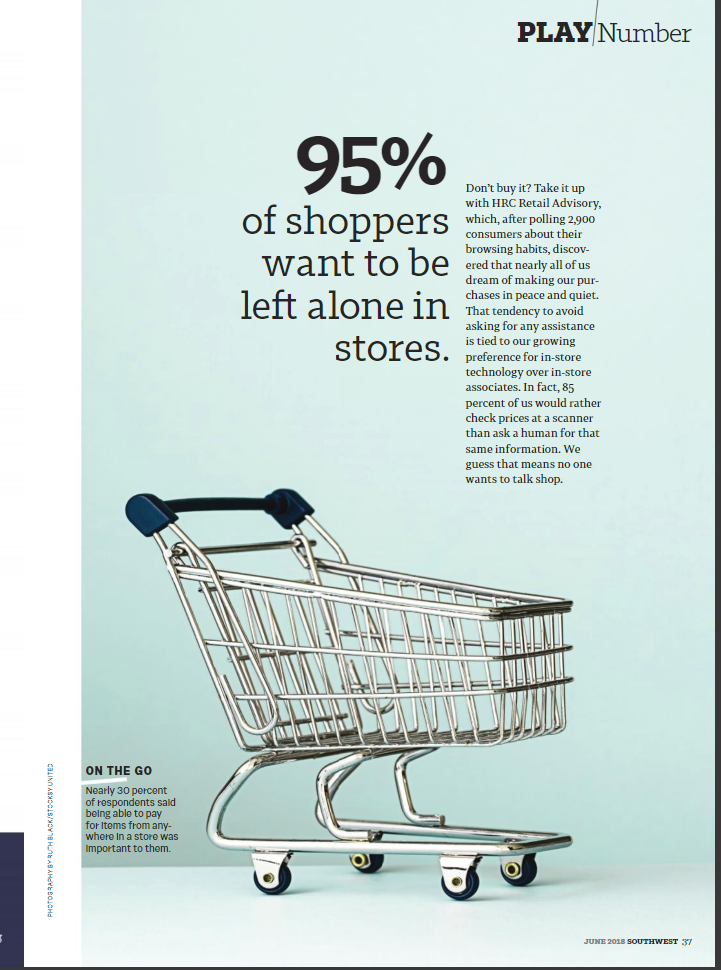 PLAY/Number
95%
of shoppers
want to be
left alone in
stores.
Don't buy it? Take it up
with HRC Retail Advisory,
which, after polling 2,900
consumers about their
browsing habits, discov-
ered that nearly all of us
dream of making our pur-
chases in peace and quiet.
That tendency to avoid
asking for any assistance
is tied to our growing
preference for in-store
technology over in-store
associates. In fact, 85
percent of us would rather
check prices at a scanner
than ask a human for that
same information. We
guess that means no one
wants to talk shop.
ON THE GO
Nearly 30 percent
of respondents said
being able to pay
for items from any-
where in a store was
important to them.
PHOTOGRAPHY BY RUTH BLACK/STOCKSY UNITED
JUNE 2018 SOUTHWEST 37